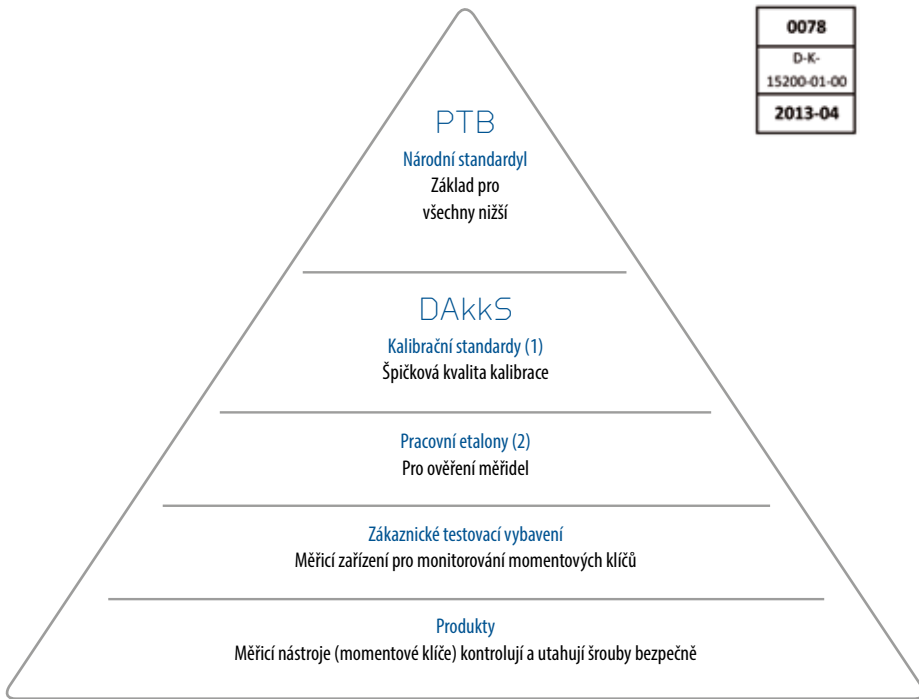 0078
D-K-
15200-01-00
2013-04
PTB
Národní standardyl
Základ pro
všechny nižší
DAkkS
Kalibrační standardy (1)
Špičková kvalita kalibrace
Pracovní etalony (2)
Pro ověření měřidel
Zákaznické testovací vybavení
Měřicí zařízení pro monitorování momentových klíčů
Produkty
Měřicí nástroje (momentové klíče) kontrolují a utahují šrouby bezpečně